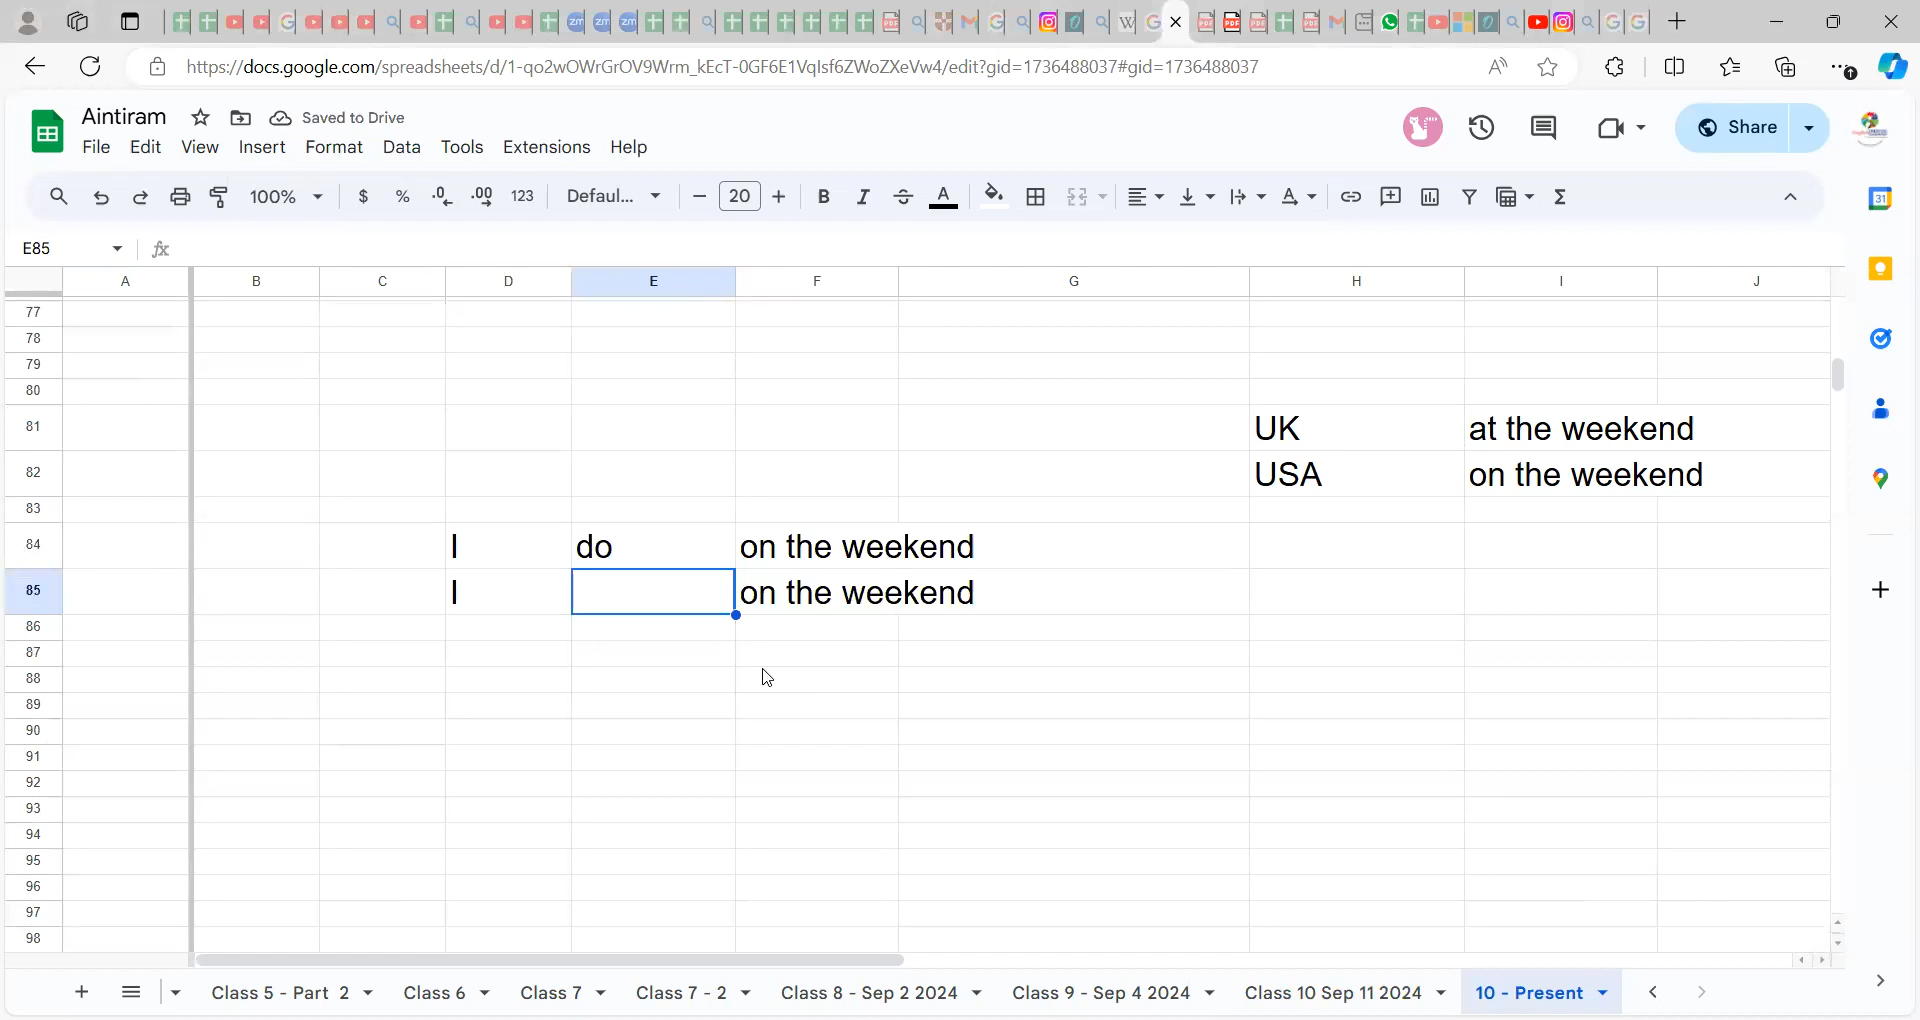 https://docs.google.com/spreadsheets/d/1-qo2wOWrGrOV9Wrm_kEcT-0GF6E1VqIsf6ZWoZXeVw4/edit?gid=1736488037#gid=1736488037
Aintiram
Saved to Drive
Share
File Edit View Insert Format Data Tools Extensions Help
100% $ % .0 .00 123 Defaul... 20 B I A
E85
A B C D E F G H I J
77
78
79
80
81 UK at the weekend
82 USA on the weekend
83
84 I do on the weekend
85 I on the weekend
86
87
88
89
90
91
92
93
94
95
96
97
98
Class 5 - Part 2 Class 6 Class 7 Class 7 - 2 Class 8 - Sep 2 2024 Class 9 - Sep 4 2024 Class 10 Sep 11 2024 10 - Present